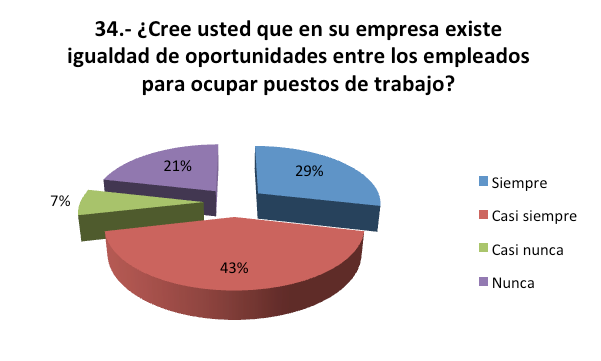 34.- ¿Cree usted que en su empresa existe
igualdad de oportunidades entre los empleados
para ocupar puestos de trabajo?
21%
29%
7%
43%
Siempre
Casi siempre
Casi nunca
Nunca